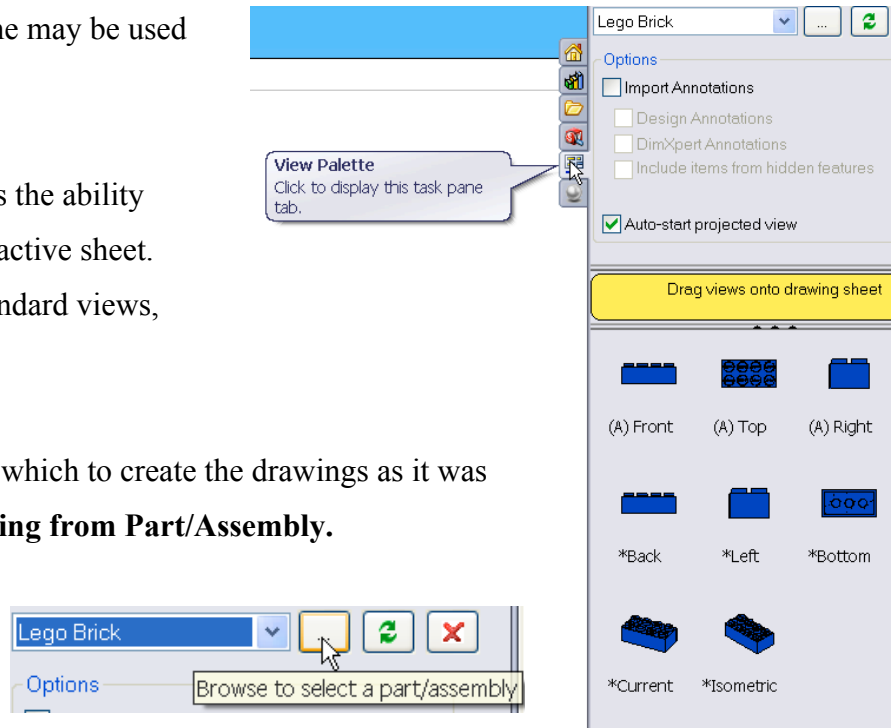 ne may be used
s the ability
active sheet.
ndard views,
which to create the drawings as it was
ing from Part/Assembly.
View Palette
Click to display this task pane
tab.
Lego Brick
...
Options
Import Annotations
Design Annotations
DimXpert Annotations
Include items from hidden features
Auto-start projected view
Drag views onto drawing sheet
(A) Front (A) Top (A) Right
*Back *Left *Bottom
*Current *Isometric
Lego Brick
...
Options
Browse to select a part/assembly